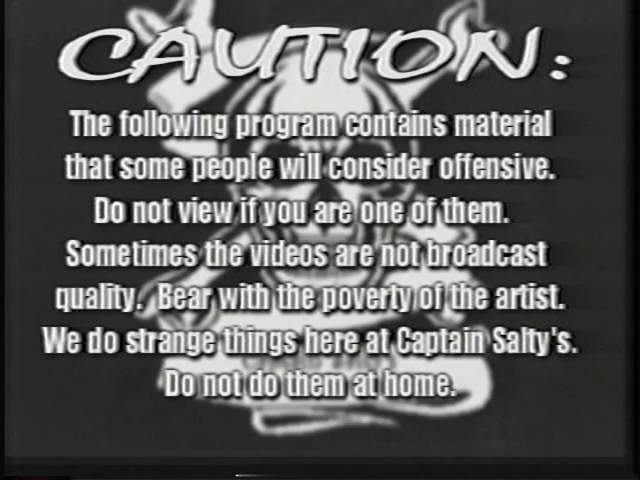 CAUTION:
The following program contains material
that some people will consider offensive.
Do not view if you are one of them.
Sometimes the videos are not broadcast
quality. Bear with the poverty of the artist.
We do strange things here at Captain Salty's.
Do not do them at home.